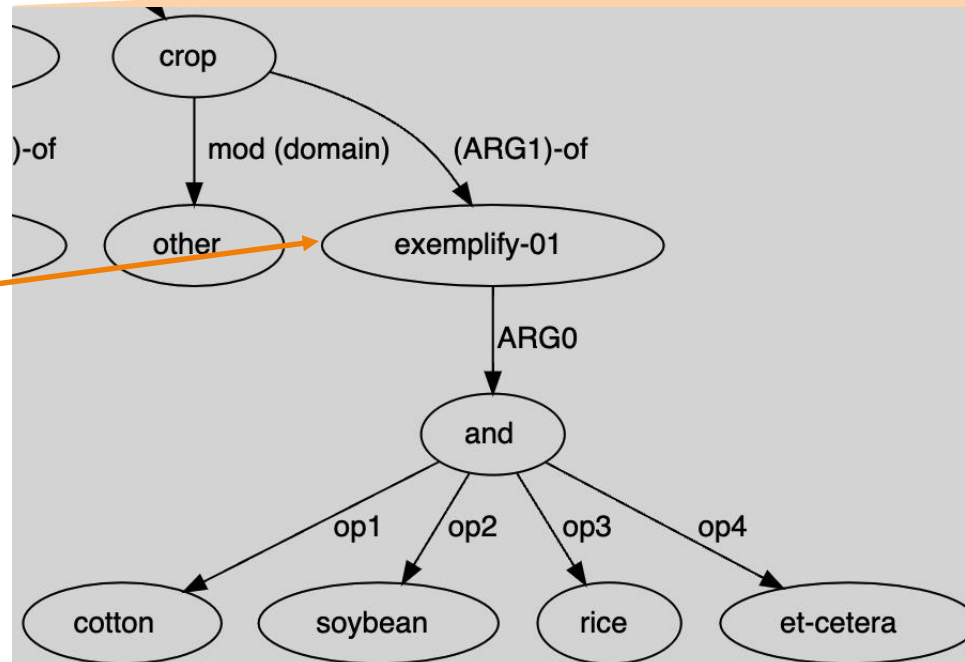 crop
)-of
mod (domain)
(ARG1)-of
other
exemplify-01
ARG0
and
op1
op2
op3
op4
cotton
soybean
rice
et-cetera